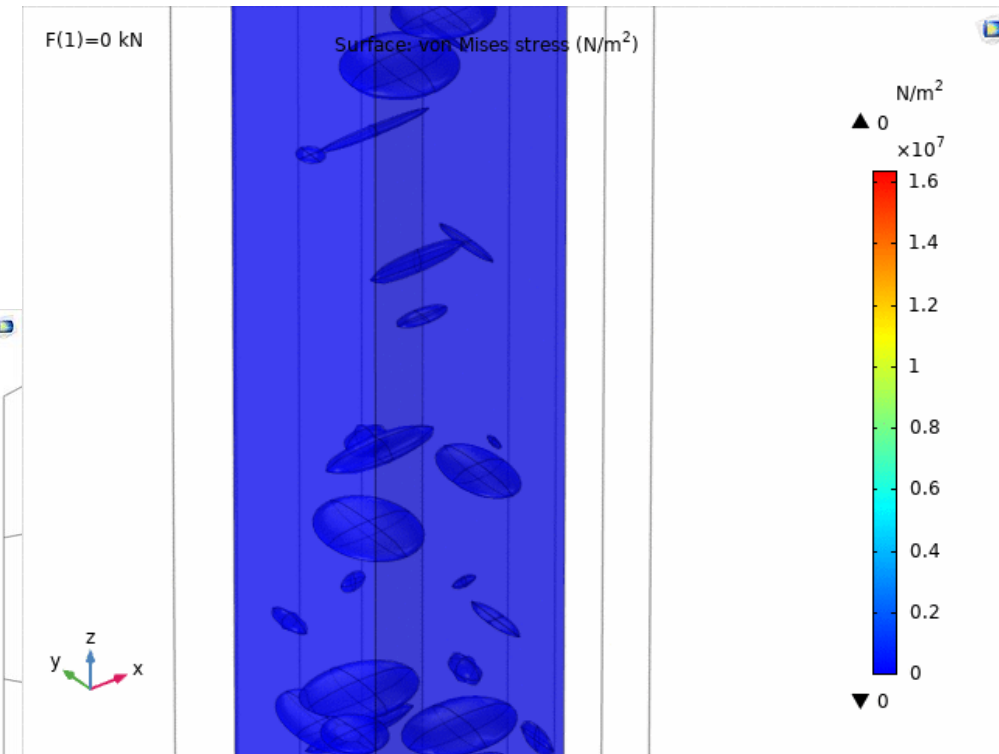 F(1)=0 kN
Surface: von Mises stress (N/m²)
N/m²
▲ 0
×10⁷
1.6
1.4
1.2
1
0.8
0.6
0.4
0.2
0
▼ 0
z
y
x